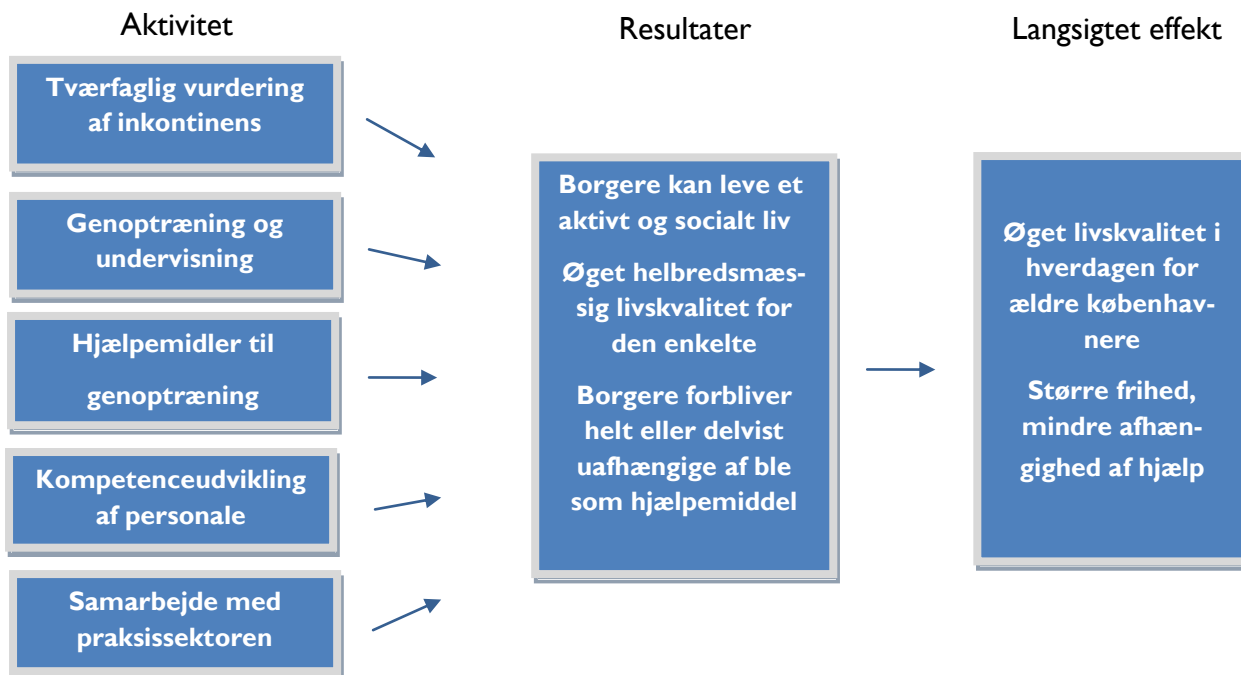 Aktivitet
Tværfaglig vurdering
af inkontinens
Genoptræning og
undervisning
Hjælpemidler til
genoptræning
Kompetenceudvikling
af personale
Samarbejde med
praksissektoren
Resultater
Borgere kan leve et
aktivt og socialt liv
Øget helbredsmæs-
sig livskvalitet for
den enkelte
Borgere forbliver
helt eller delvist
uafhængige af ble
som hjælpemiddel
Langsigtet effekt
Øget livskvalitet i
hverdagen for
ældre københav-
nere
Større frihed,
mindre afhæn-
gighed af hjælp